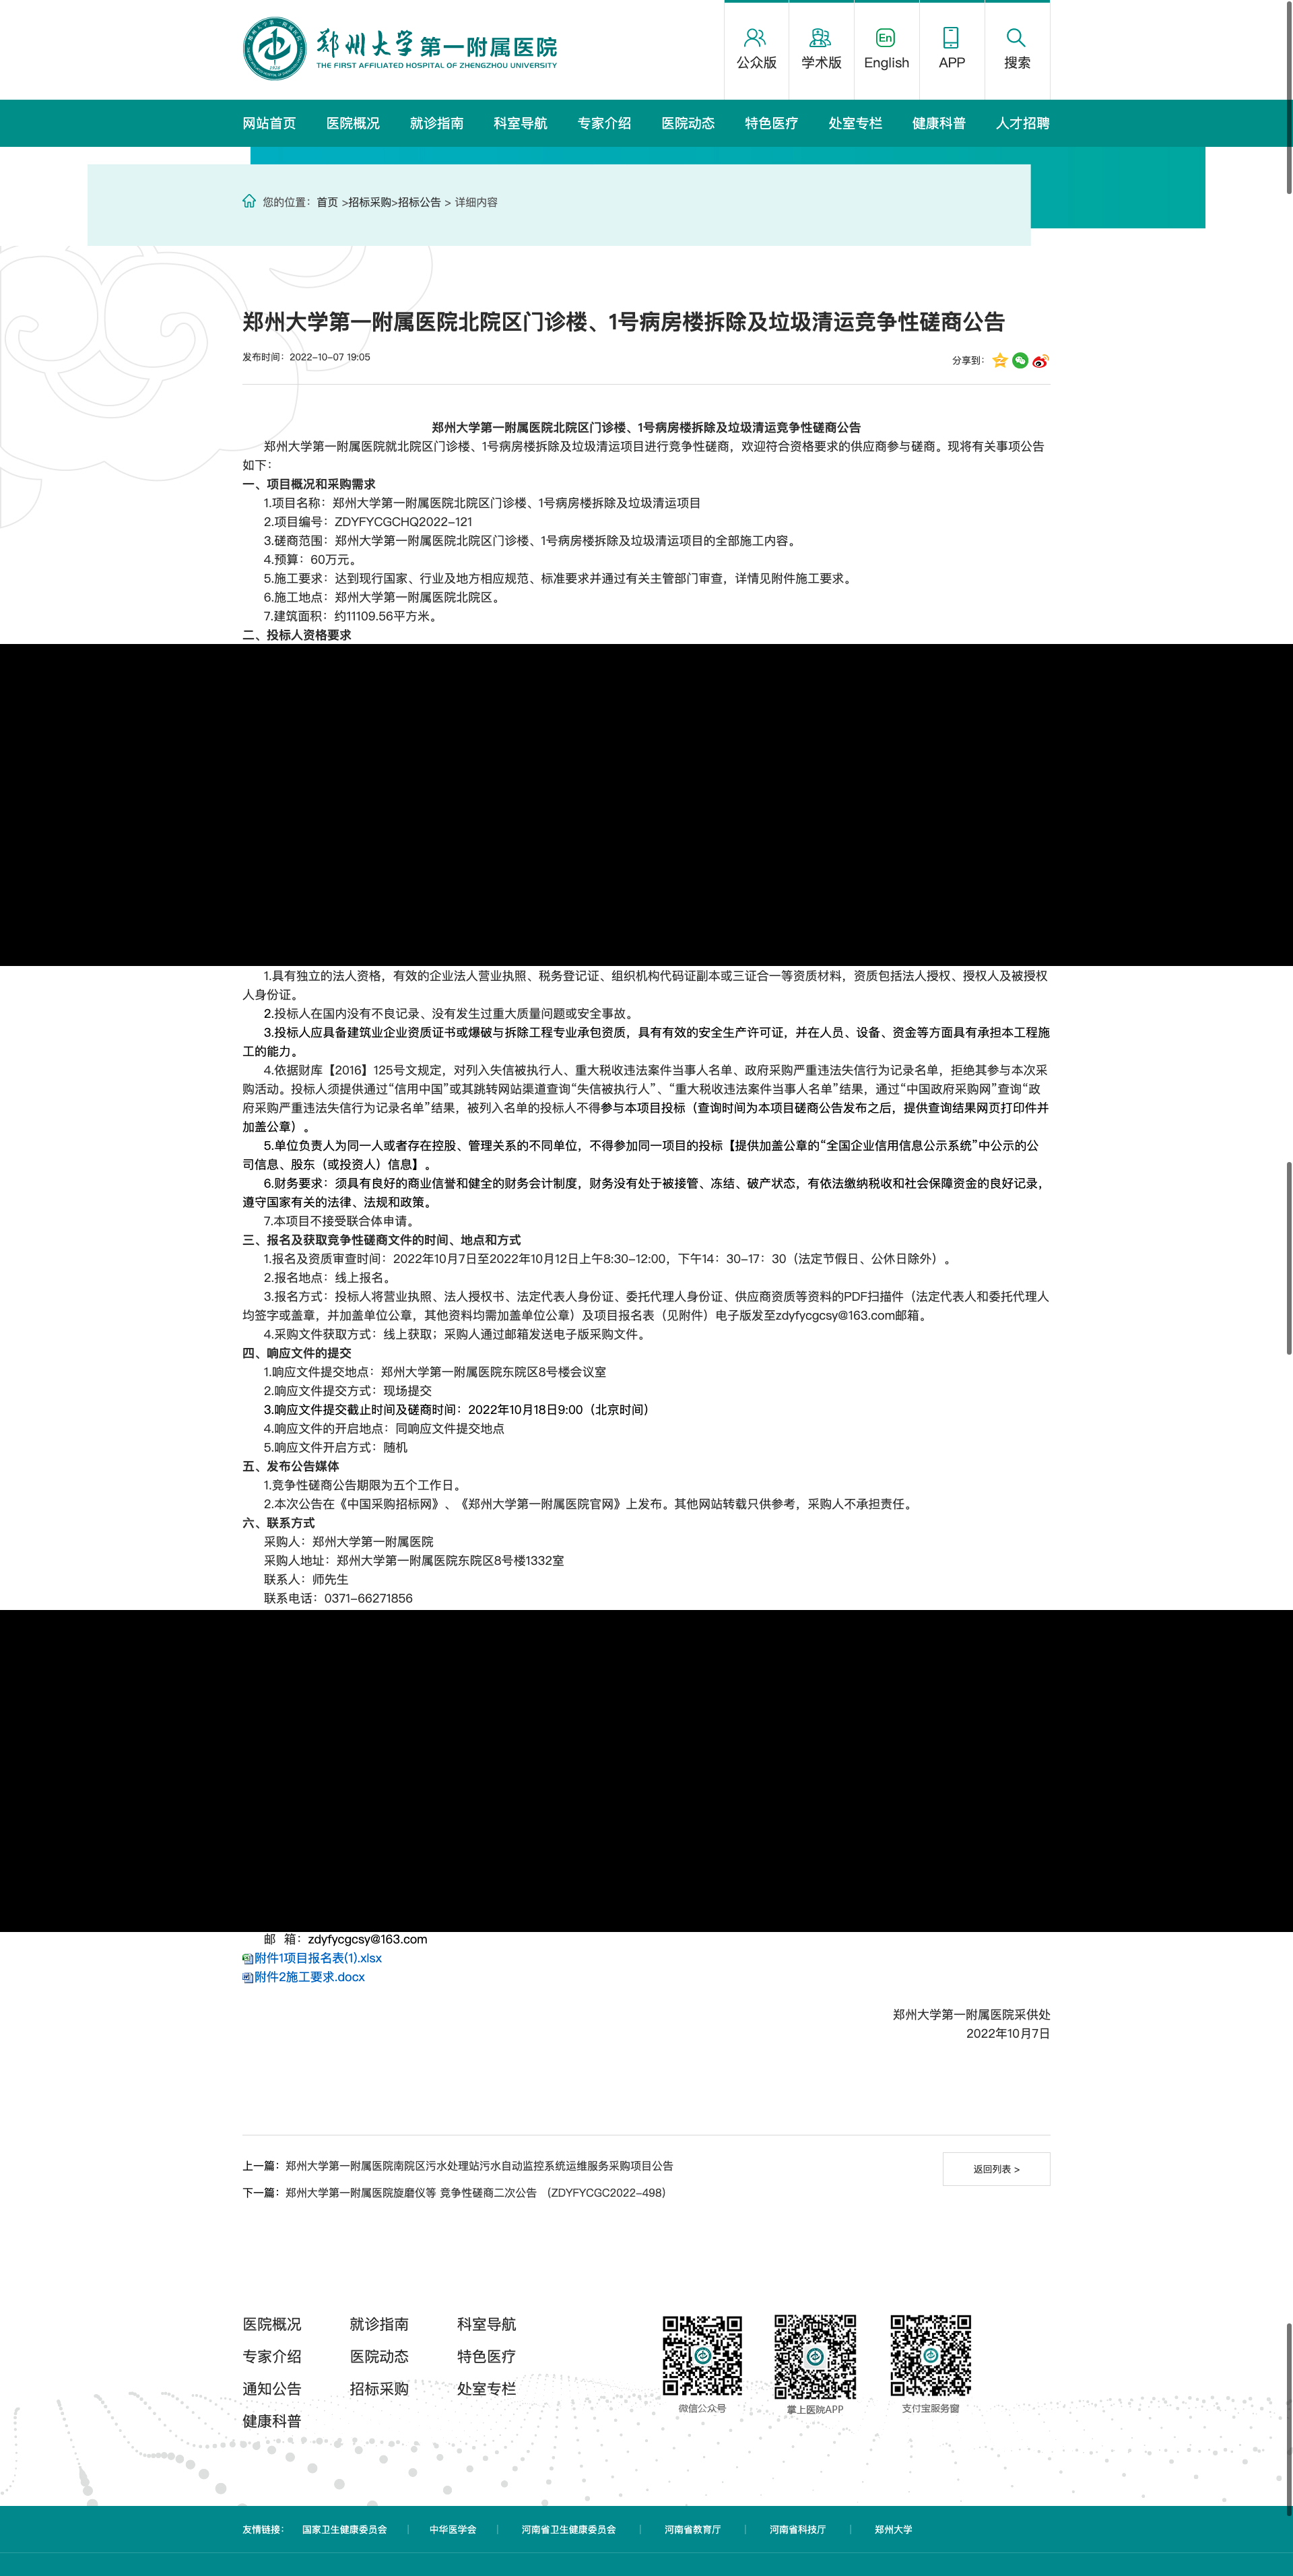 郑州大学 第一附属医院
THE FIRST AFFILIATED HOSPITAL OF ZHENGZHOU UNIVERSITY
公众版
学术版
En
English
APP
搜索
网站首页 医院概况 就诊指南 科室导航 专家介绍 医院动态 特色医疗 处室专栏 健康科普 人才招聘
您的位置：首页 >招标采购>招标公告 > 详细内容
郑州大学第一附属医院北院区门诊楼、1号病房楼拆除及垃圾清运竞争性磋商公告
发布时间：2022-10-07 19:05
分享到：
郑州大学第一附属医院北院区门诊楼、1号病房楼拆除及垃圾清运竞争性磋商公告
郑州大学第一附属医院就北院区门诊楼、1号病房楼拆除及垃圾清运项目进行竞争性磋商，欢迎符合资格要求的供应商参与磋商。现将有关事项公告
如下：
一、项目概况和采购需求
1.项目名称：郑州大学第一附属医院北院区门诊楼、1号病房楼拆除及垃圾清运项目
2.项目编号：ZDYFYCGCHQ2022-121
3.磋商范围：郑州大学第一附属医院北院区门诊楼、1号病房楼拆除及垃圾清运项目的全部施工内容。
4.预算：60万元。
5.施工要求：达到现行国家、行业及地方相应规范、标准要求并通过有关主管部门审查，详情见附件施工要求。
6.施工地点：郑州大学第一附属医院北院区。
7.建筑面积：约11109.56平方米。
二、投标人资格要求
1.具有独立的法人资格，有效的企业法人营业执照、税务登记证、组织机构代码证副本或三证合一等资质材料，资质包括法人授权、授权人及被授权
人身份证。
2.投标人在国内没有不良记录、没有发生过重大质量问题或安全事故。
3.投标人应具备建筑业企业资质证书或爆破与拆除工程专业承包资质，具有有效的安全生产许可证，并在人员、设备、资金等方面具有承担本工程施
工的能力。
4.依据财库【2016】125号文规定，对列入失信被执行人、重大税收违法案件当事人名单、政府采购严重违法失信行为记录名单，拒绝其参与本次采
购活动。投标人须提供通过“信用中国”或其跳转网站渠道查询“失信被执行人”、“重大税收违法案件当事人名单”结果，通过“中国政府采购网”查询“政
府采购严重违法失信行为记录名单”结果，被列入名单的投标人不得参与本项目投标（查询时间为本项目磋商公告发布之后，提供查询结果网页打印件并
加盖公章）。
5.单位负责人为同一人或者存在控股、管理关系的不同单位，不得参加同一项目的投标【提供加盖公章的“全国企业信用信息公示系统”中公示的公
司信息、股东（或投资人）信息】。
6.财务要求：须具有良好的商业信誉和健全的财务会计制度，财务没有处于被接管、冻结、破产状态，有依法缴纳税收和社会保障资金的良好记录，
遵守国家有关的法律、法规和政策。
7.本项目不接受联合体申请。
三、报名及获取竞争性磋商文件的时间、地点和方式
1.报名及资质审查时间：2022年10月7日至2022年10月12日上午8:30-12:00，下午14：30-17：30（法定节假日、公休日除外）。
2.报名地点：线上报名。
3.报名方式：投标人将营业执照、法人授权书、法定代表人身份证、委托代理人身份证、供应商资质等资料的PDF扫描件（法定代表人和委托代理人
均签字或盖章，并加盖单位公章，其他资料均需加盖单位公章）及项目报名表（见附件）电子版发至zdyfycgcsy@163.com邮箱。
4.采购文件获取方式：线上获取；采购人通过邮箱发送电子版采购文件。
四、响应文件的提交
1.响应文件提交地点：郑州大学第一附属医院东院区8号楼会议室
2.响应文件提交方式：现场提交
3.响应文件提交截止时间及磋商时间：2022年10月18日9:00（北京时间）
4.响应文件的开启地点：同响应文件提交地点
5.响应文件开启方式：随机
五、发布公告媒体
1.竞争性磋商公告期限为五个工作日。
2.本次公告在《中国采购招标网》、《郑州大学第一附属医院官网》上发布。其他网站转载只供参考，采购人不承担责任。
六、联系方式
采购人：郑州大学第一附属医院
采购人地址：郑州大学第一附属医院东院区8号楼1332室
联系人：师先生
联系电话：0371-66271856
邮 箱：zdyfycgcsy@163.com
附件1项目报名表(1).xlsx
附件2施工要求.docx
郑州大学第一附属医院采供处
2022年10月7日
上一篇：郑州大学第一附属医院南院区污水处理站污水自动监控系统运维服务采购项目公告
返回列表 >
下一篇：郑州大学第一附属医院旋磨仪等 竞争性磋商二次公告 （ZDYFYCGC2022-498）
医院概况 就诊指南 科室导航
专家介绍 医院动态 特色医疗
通知公告 招标采购 处室专栏
健康科普
微信公众号 掌上医院APP 支付宝服务窗
友情链接： 国家卫生健康委员会 | 中华医学会 | 河南省卫生健康委员会 | 河南省教育厅 | 河南省科技厅 | 郑州大学